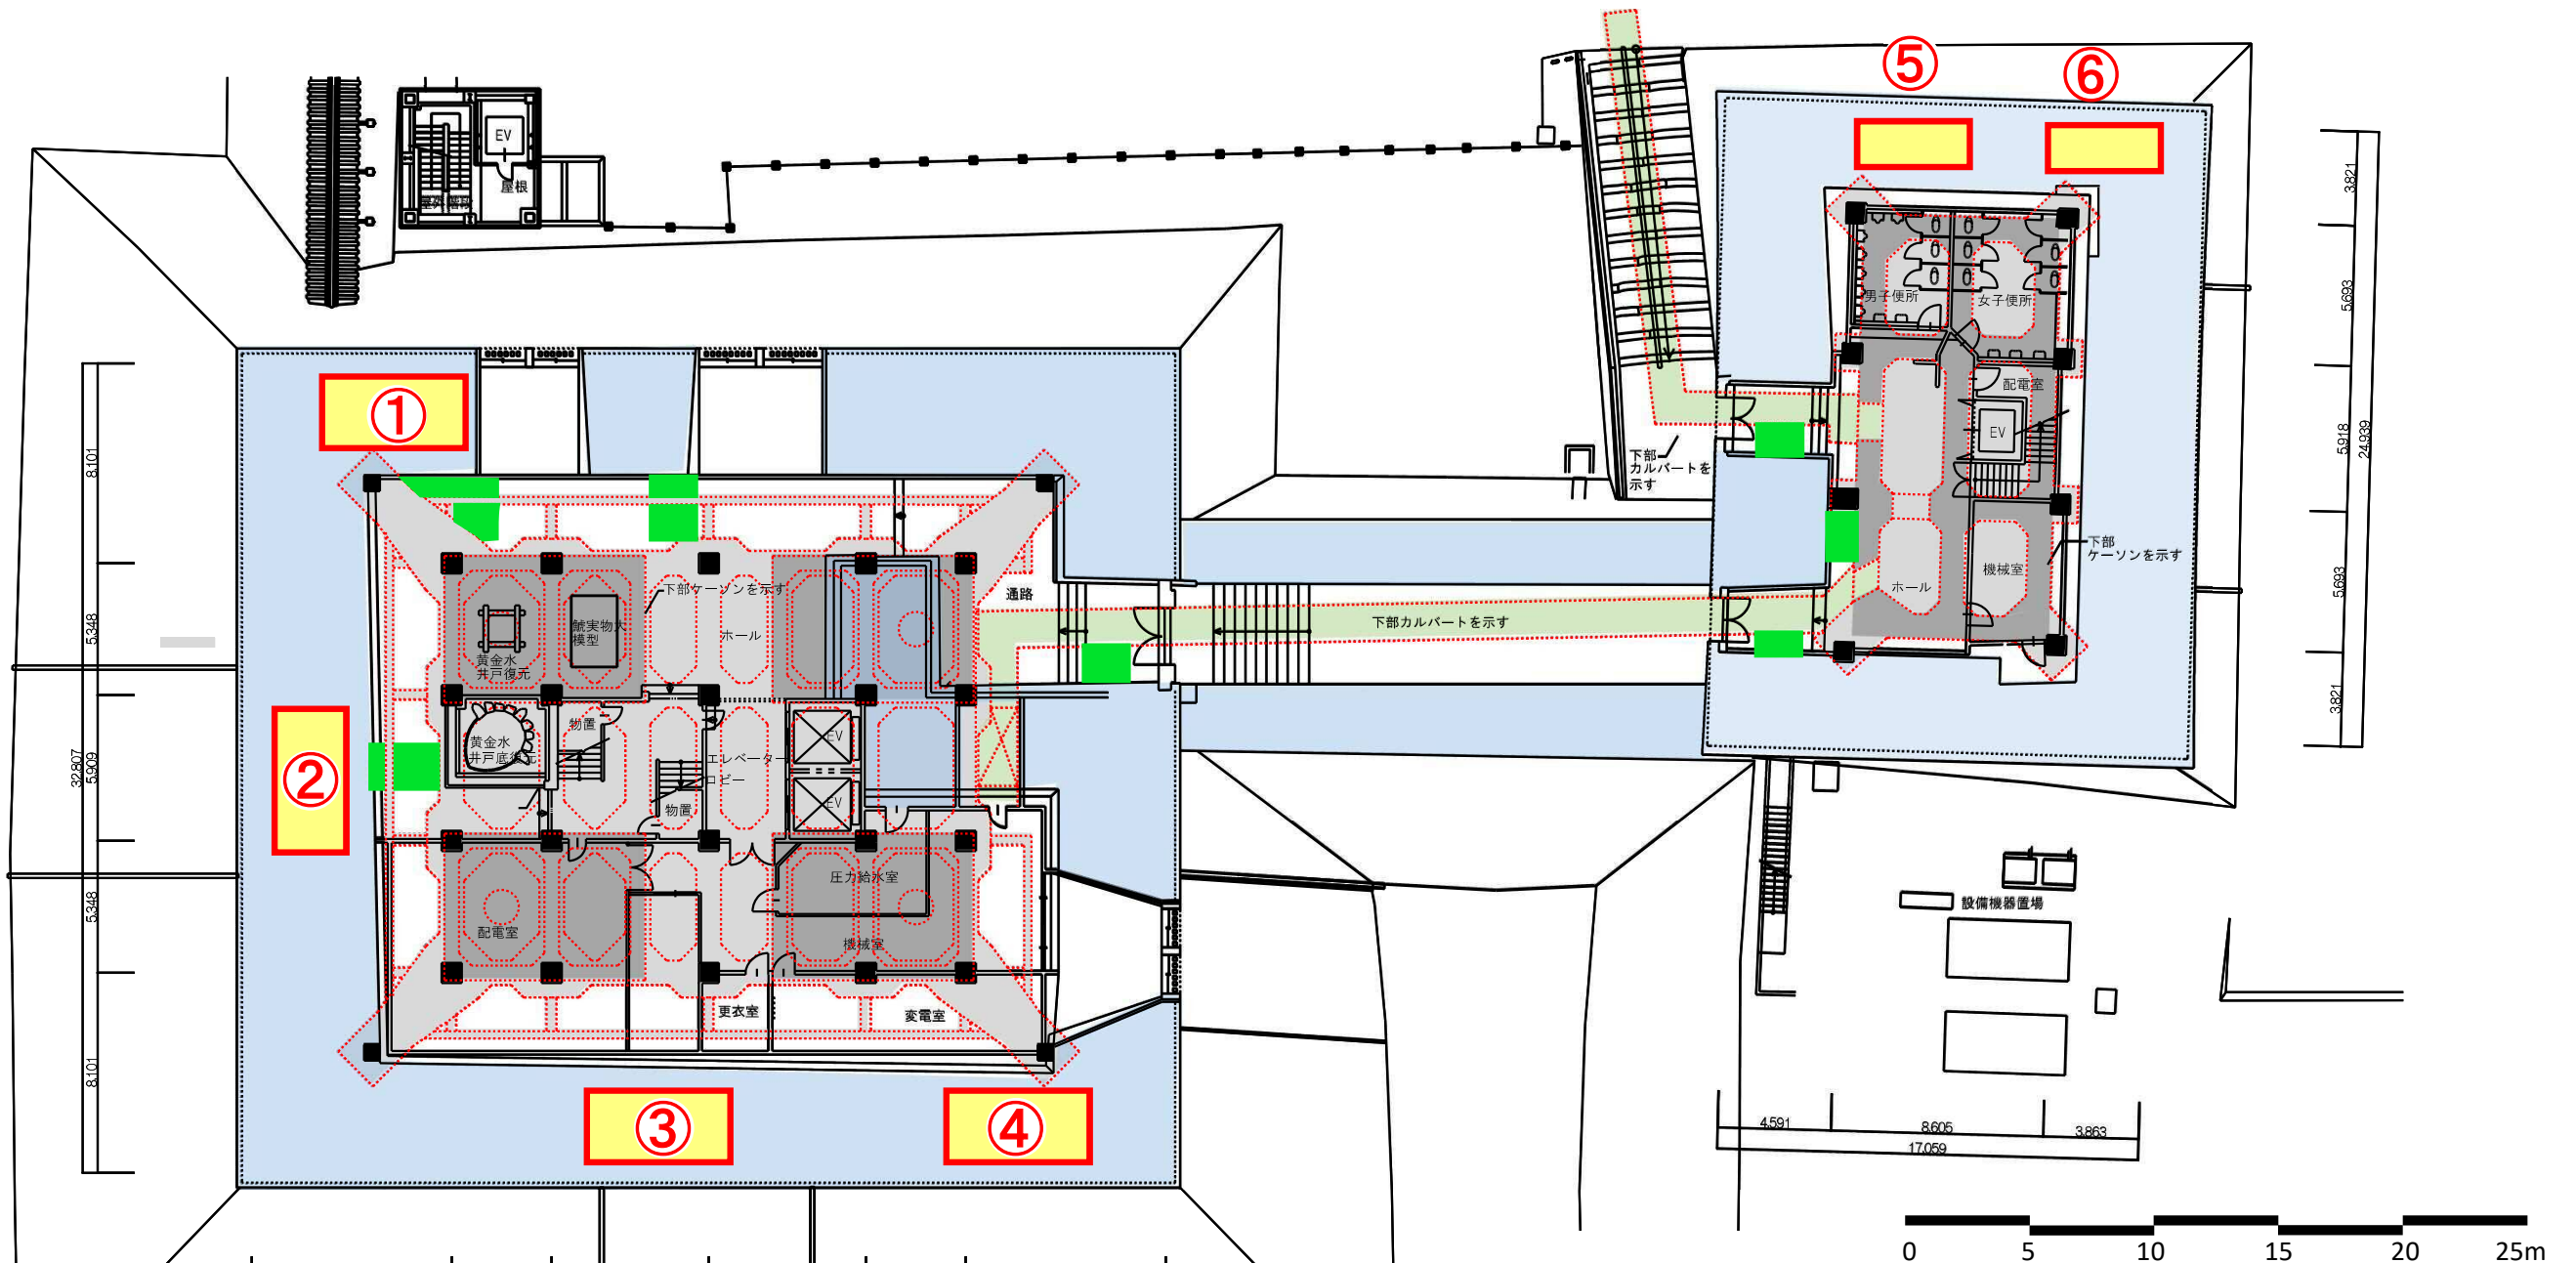 ⑤
⑥
EV
屋根
屋外階段
3.821
5.693
5.918
24.939
5.693
3.821
①
男子便所
女子便所
配電室
EV
下部
カルバートを
示す
下部
ケーソンを示す
機械室
ホール
8.101
5.348
5.909
32.807
5.348
8.101
下部ケーソンを示す
通路
下部カルバートを示す
鯱実物大
模型
ホール
黄金水
井戸復元
物置
黄金水
井戸底復元
エレベーター
ロビー
EV
EV
物置
②
圧力給水室
配電室
機械室
更衣室
変電室
設備機器置場
③
④
4.591
8.605
3.863
17.059
0 5 10 15 20 25m